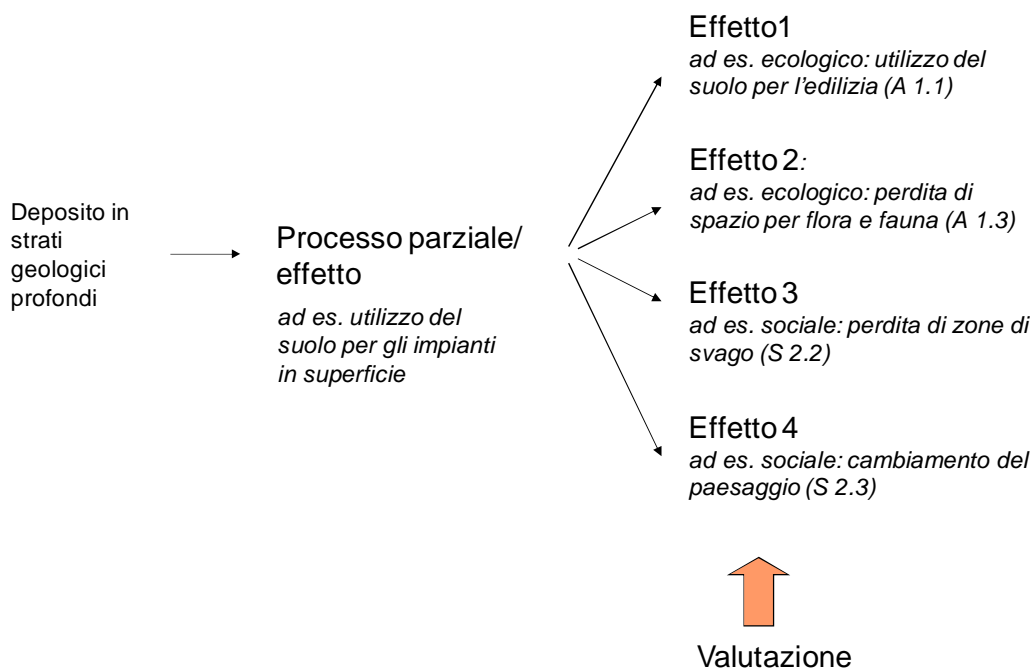 Deposito in
strati
geologici
profondi
Processo parziale/
effetto
ad es. utilizzo del
suolo per gli impianti
in superficie
Effetto1
ad es. ecologico: utilizzo del
suolo per l'edilizia (A 1.1)
Effetto 2:
ad es. ecologico: perdita di
spazio per flora e fauna (A 1.3)
Effetto 3
ad es. sociale: perdita di zone di
svago (S 2.2)
Effetto 4
ad es. sociale: cambiamento del
paesaggio (S 2.3)
Valutazione